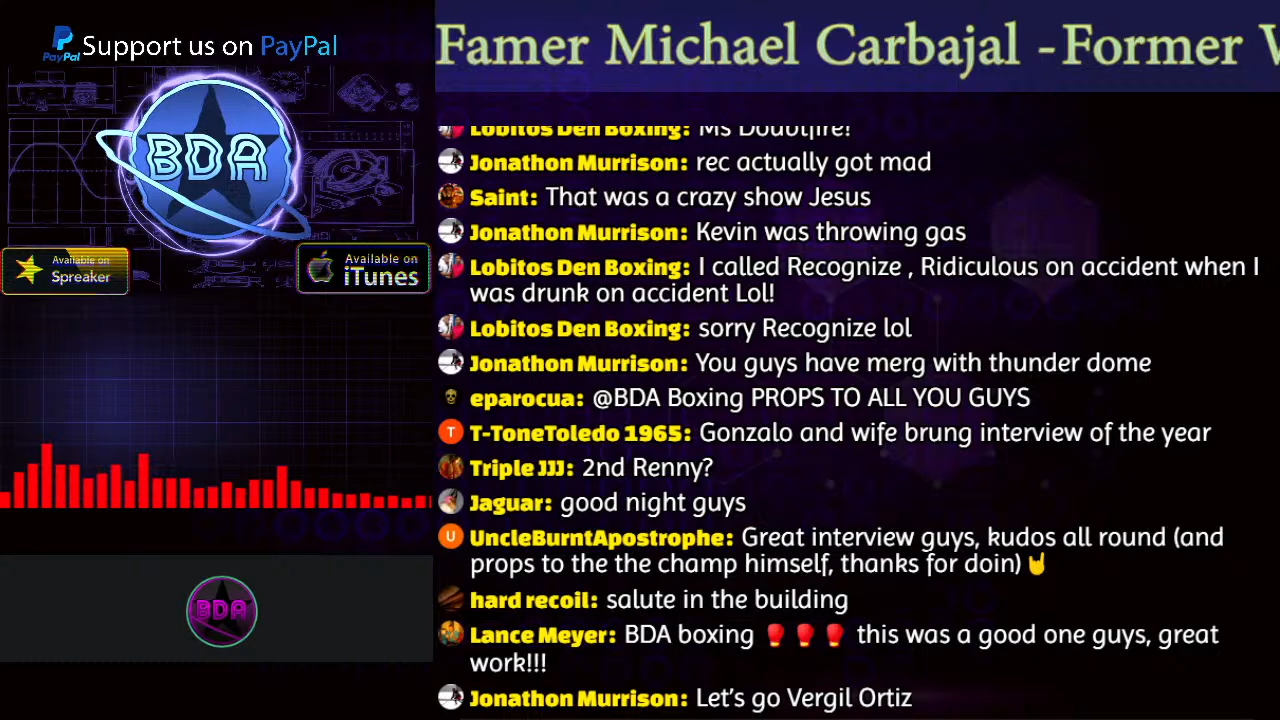 PayPal
Support us on PayPal
BDA
Available on
Spreaker
Available on
iTunes
BDA
Famer Michael Carbajal -Former
Lobitos Den Boxing: Ms Doubtfire!
Jonathon Murrison: rec actually got mad
Saint: That was a crazy show Jesus
Jonathon Murrison: Kevin was throwing gas
Lobitos Den Boxing: I called Recognize , Ridiculous on accident when I
was drunk on accident Lol!
Lobitos Den Boxing: sorry Recognize lol
Jonathon Murrison: You guys have merg with thunder dome
eparocua: @BDA Boxing PROPS TO ALL YOU GUYS
T
T-ToneToledo 1965: Gonzalo and wife brung interview of the year
Triple JJJ: 2nd Renny?
Jaguar: good night guys
U
UncleBurntApostrophe: Great interview guys, kudos all round (and
props to the the champ himself, thanks for doin)🤘
hard recoil: salute in the building
Lance Meyer: BDA boxing 🥊🥊🥊 this was a good one guys, great
work!!!
Jonathon Murrison: Let's go Vergil Ortiz